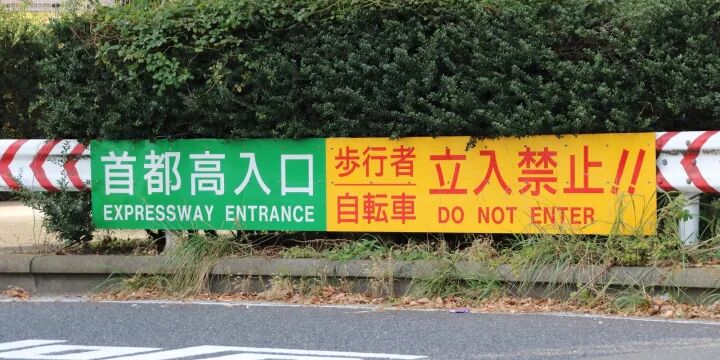 首都高入口
EXPRESSWAY ENTRANCE
歩行者
自転車
立入禁止!!
DO NOT ENTER